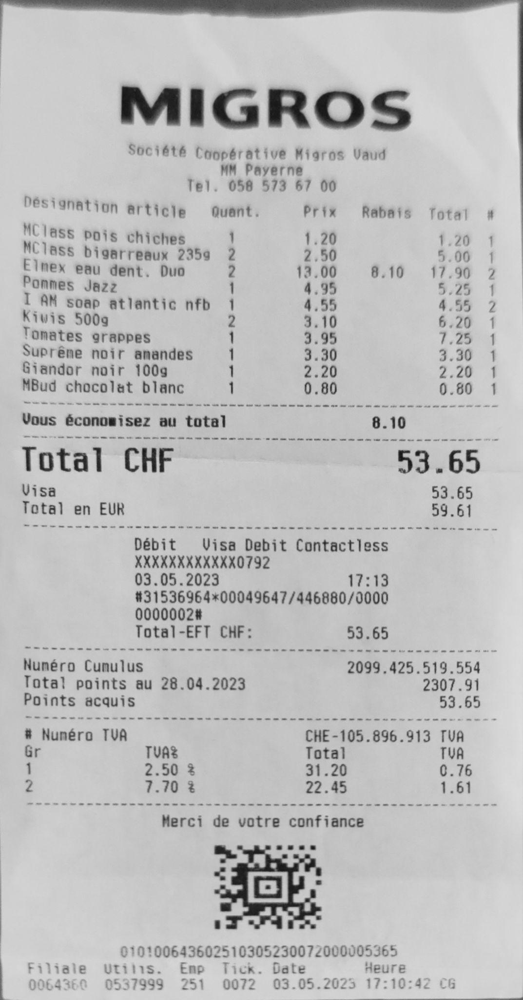 MIGROS
Société Coopérative Migros Vaud
MM Payerne
Tel. 058 573 67 00
Désignation article Quant. Prix Rabais Total #
MClass pois chiches 1 1.20 1.20 1
MClass bigarreaux 235g 2 2.50 5.00 1
Elmex eau dent. Duo 2 13.00 8.10 17.90 2
Pommes Jazz 1 4.95 5.25 1
I AM soap atlantic nfb 1 4.55 4.55 2
Kiwis 500g 2 3.10 6.20 1
Tomates grappes 1 3.95 7.25 1
Suprême noir amandes 1 3.30 3.30 1
Giandor noir 100g 1 2.20 2.20 1
MBud chocolat blanc 1 0.80 0.80 1
Vous économisez au total 8.10
Total CHF 53.65
Visa 53.65
Total en EUR 59.61
Débit Visa Debit Contactless
XXXXXXXXXXXX0792
03.05.2023 17:13
#31536964*00049647/446880/0000
0000002#
Total-EFT CHF: 53.65
Numéro Cumulus 2099.425.519.554
Total points au 28.04.2023 2307.91
Points acquis 53.65
# Numéro TVA CHE-105.896.913 TVA
Gr TVA% Total TVA
1 2.50 % 31.20 0.76
2 7.70 % 22.45 1.61
Merci de votre confiance
010100643602510305230072000005365
Filiale Utilis. Emp Tick. Date Heure
0064360 0537999 251 0072 03.05.2023 17:10:42 CG